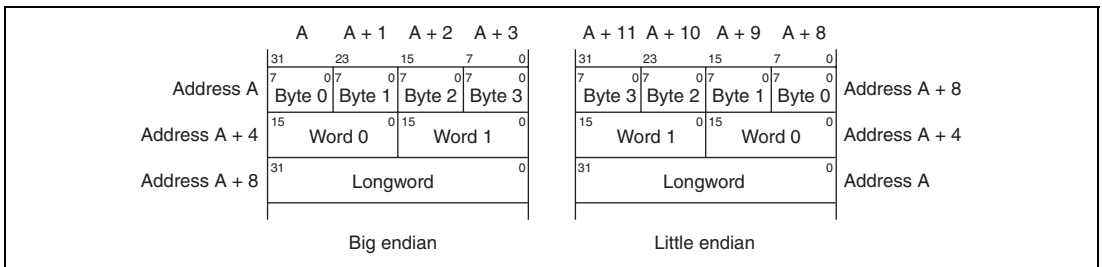 A A + 1 A + 2 A + 3 A + 11 A + 10 A + 9 A + 8
31 23 15 7 0 31 23 15 7 0
7 0 7 0 7 0 7 0 7 0 7 0 7 0 7 0
Address A Byte 0 Byte 1 Byte 2 Byte 3 Byte 3 Byte 2 Byte 1 Byte 0 Address A + 8
15 0 15 0 15 0 15 0
Address A + 4 Word 0 Word 1 Word 1 Word 0 Address A + 4
31 0 31 0
Address A + 8 Longword Longword Address A
Big endian Little endian